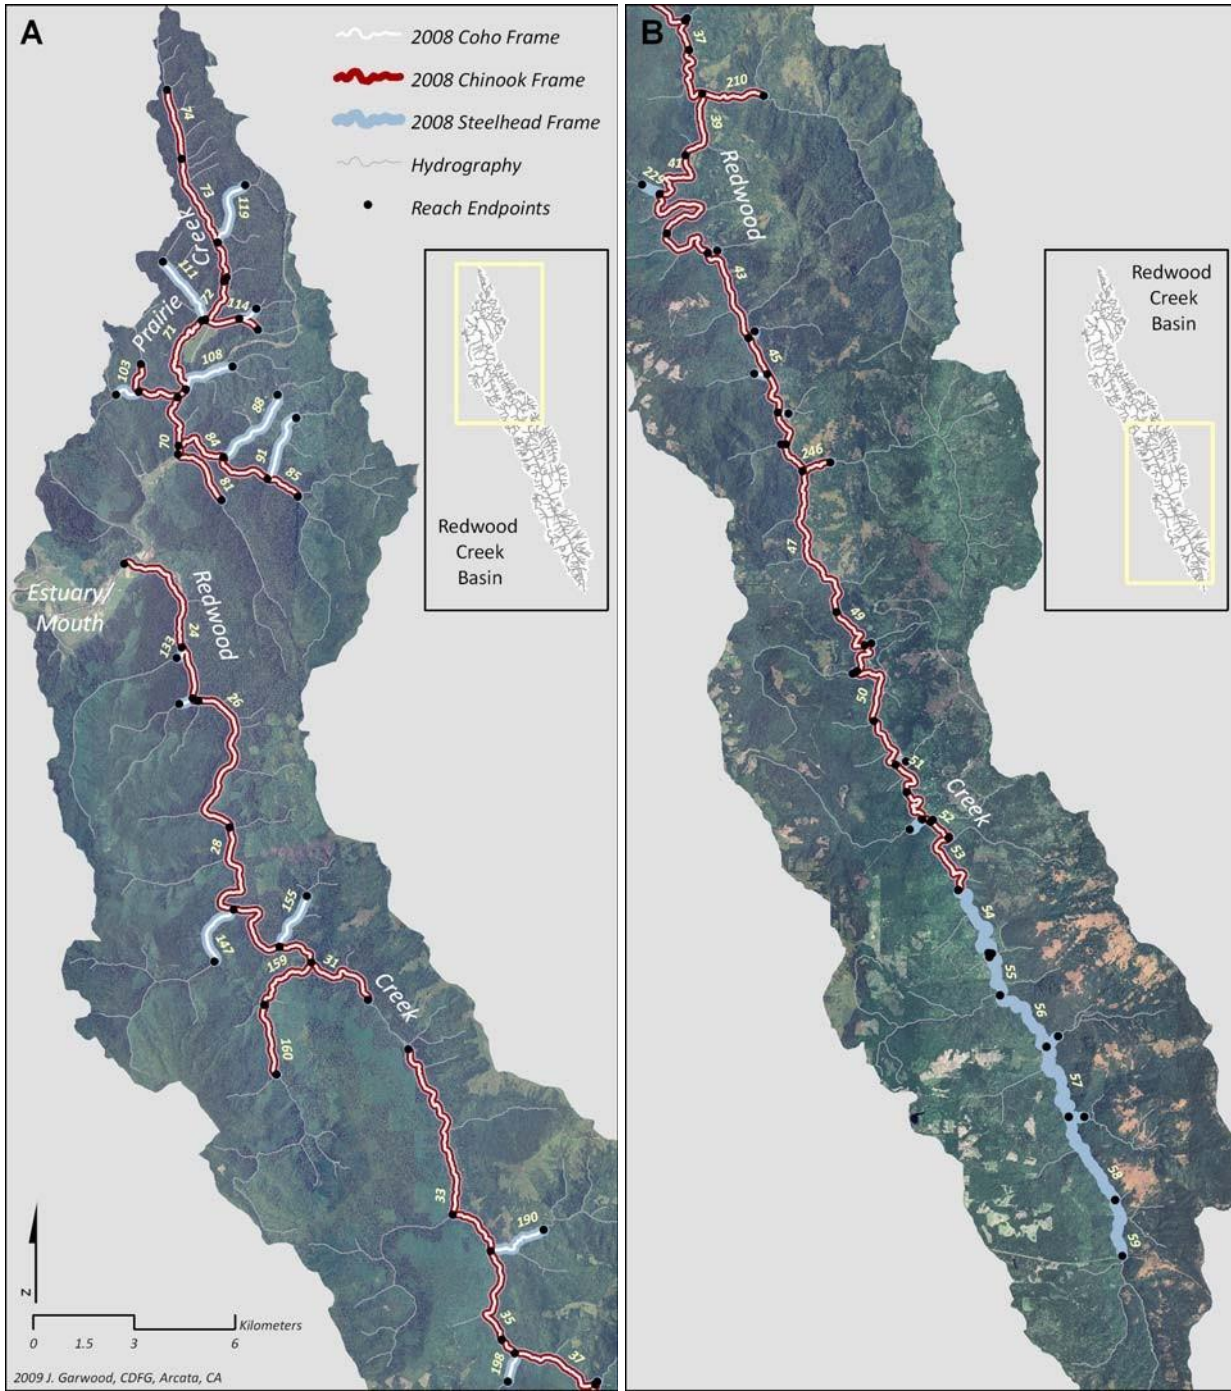 A
2008 Coho Frame
2008 Chinook Frame
2008 Steelhead Frame
Hydrography
Reach Endpoints
74
73
119
Creek
111
72
114
Prairie
71
103
108
88
70
84
91
85
81
Redwood
Creek
Basin
Estuary/
Mouth
Redwood
24
133
26
28
155
147
159
31
Creek
160
33
190
35
198
37
N
Kilometers
0 1.5 3 6
2009 J. Garwood, CDFG, Arcata, CA
B
37
210
39
41
229
Redwood
43
45
246
47
49
50
51
52
Creek
53
54
55
56
57
58
59
Redwood
Creek
Basin